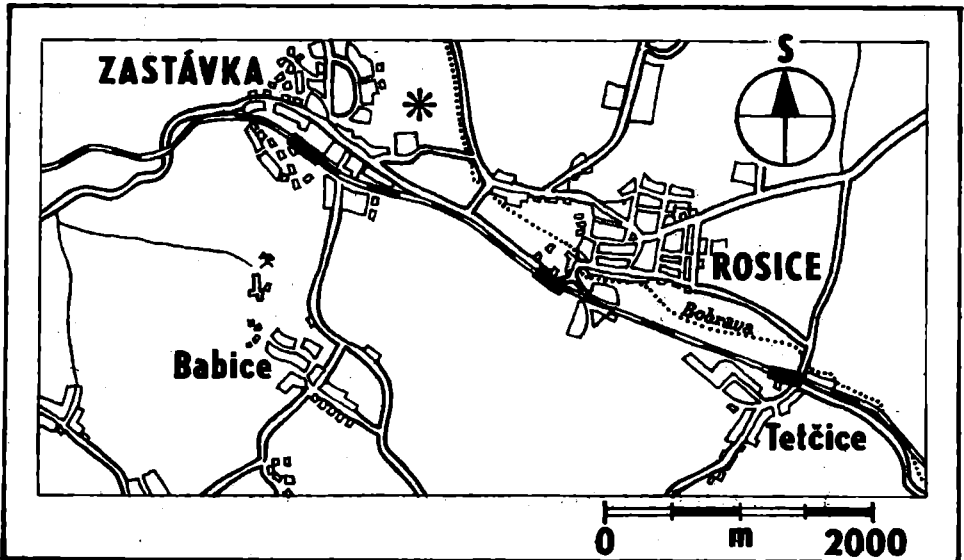 S
ZASTÁVKA
ROSICE
Bobrava
Babice
Tetčice
0 m 2000